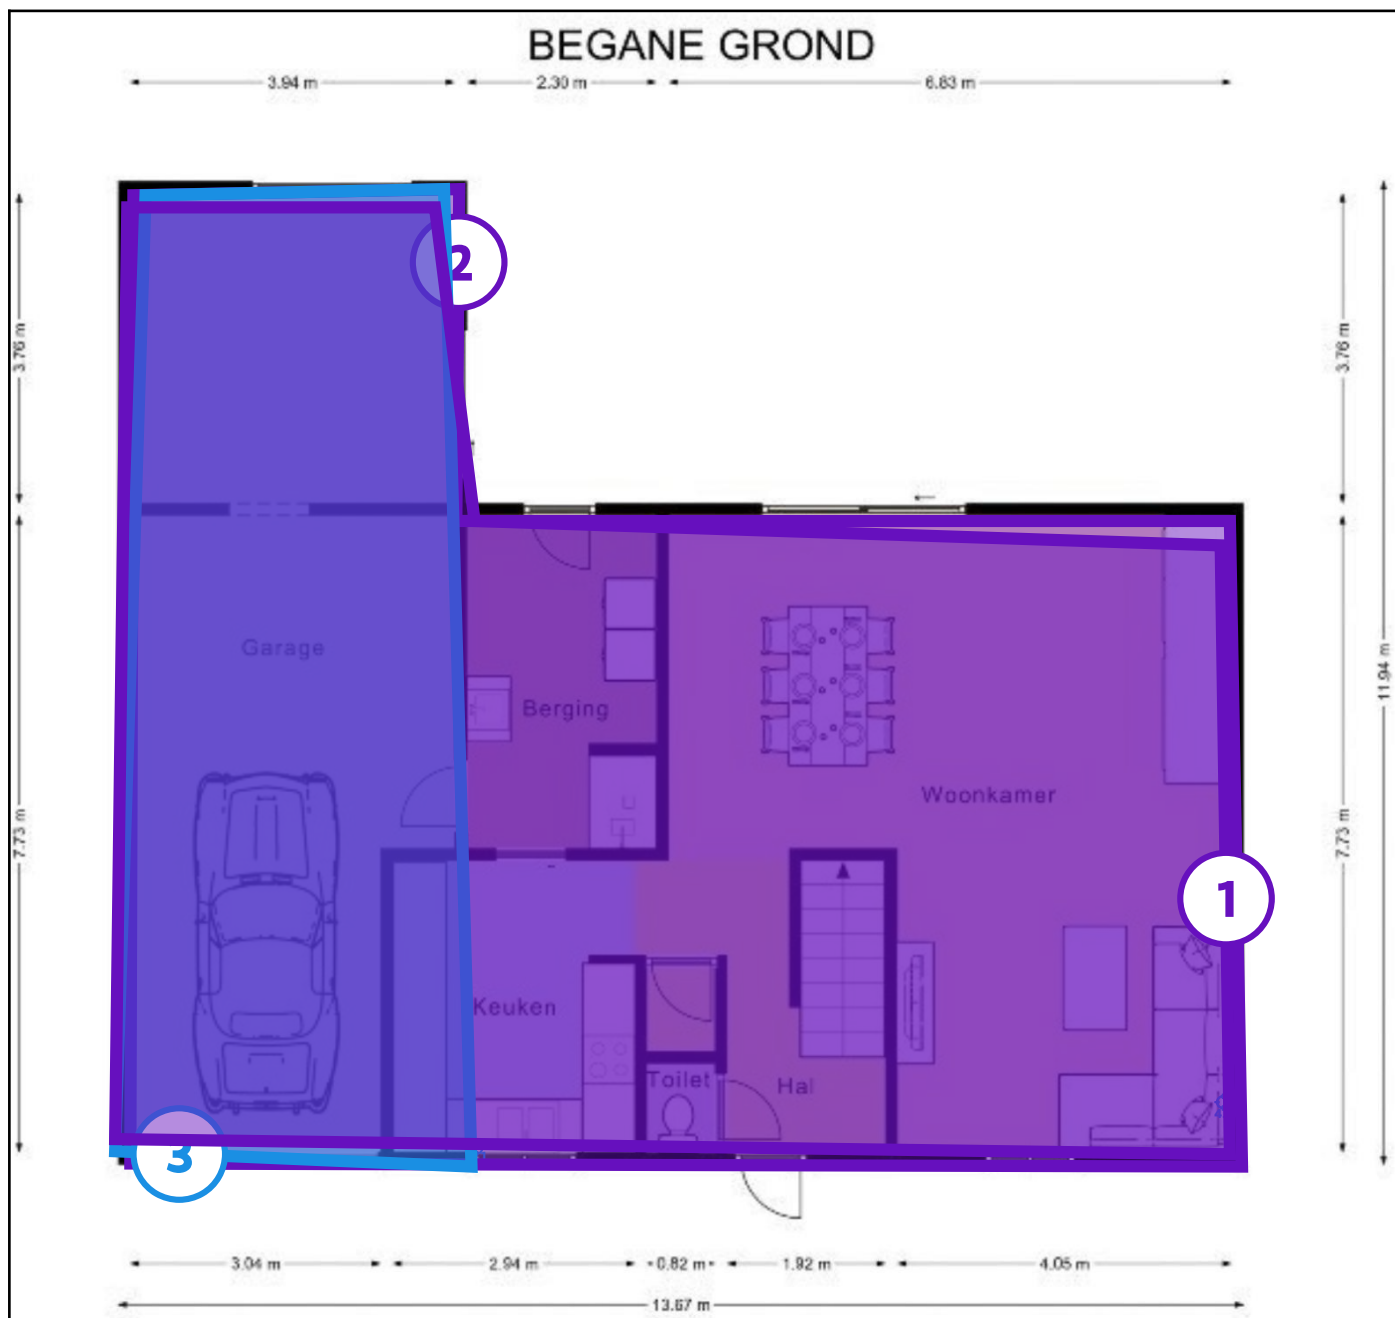 BEGANE GROND
3.94 m
2.30 m
6.83 m
2
3.76 m
3.76 m
Garage
11.94 m
Berging
Woonkamer
7.73 m
7.73 m
1
Keuken
Toilet
Hal
3
3.04 m
2.94 m
0.82 m
1.92 m
4.05 m
13.67 m